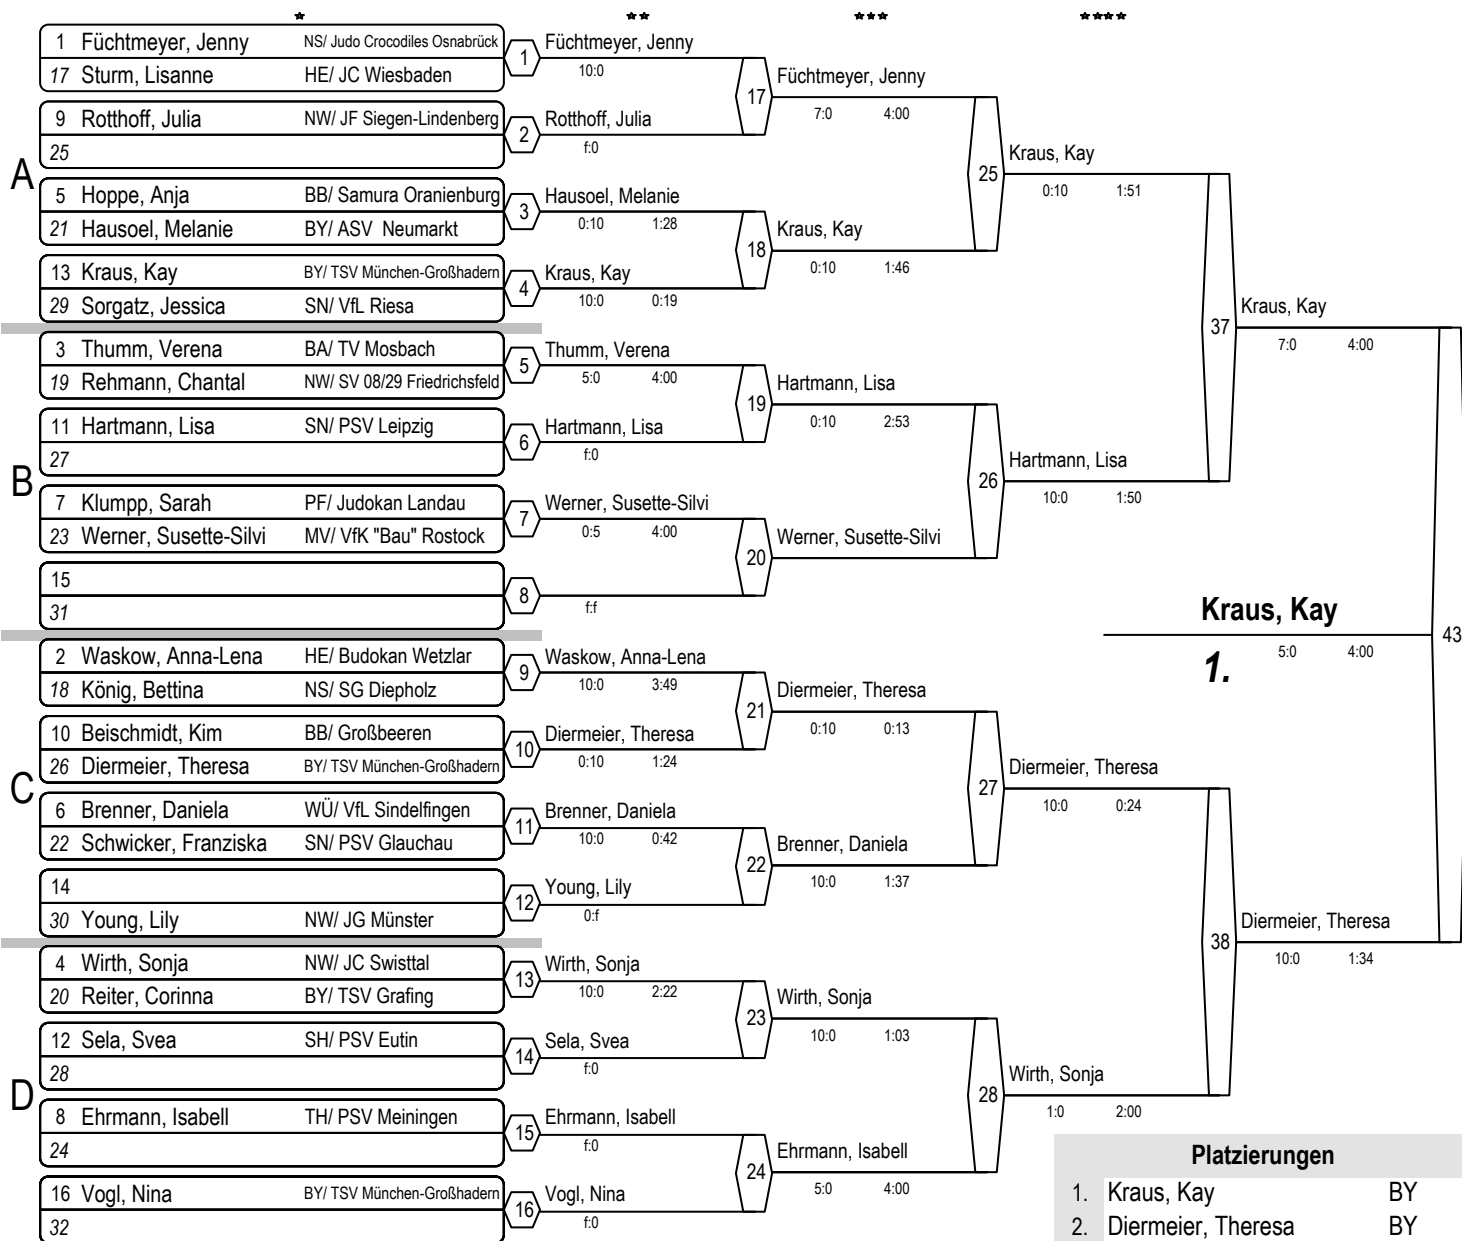 * ** *** ****
A
1 Füchtmeyer, Jenny NS/ Judo Crocodiles Osnabrück
17 Sturm, Lisanne HE/ JC Wiesbaden
9 Rotthoff, Julia NW/ JF Siegen-Lindenberg
25
5 Hoppe, Anja BB/ Samura Oranienburg
21 Hausoel, Melanie BY/ ASV Neumarkt
13 Kraus, Kay BY/ TSV München-Großhadern
29 Sorgatz, Jessica SN/ VfL Riesa
B
3 Thumm, Verena BA/ TV Mosbach
19 Rehmann, Chantal NW/ SV 08/29 Friedrichsfeld
11 Hartmann, Lisa SN/ PSV Leipzig
27
7 Klumpp, Sarah PF/ Judokan Landau
23 Werner, Susette-Silvi MV/ VfK "Bau" Rostock
15
31
C
2 Waskow, Anna-Lena HE/ Budokan Wetzlar
18 König, Bettina NS/ SG Diepholz
10 Beischmidt, Kim BB/ Großbeeren
26 Diermeier, Theresa BY/ TSV München-Großhadern
6 Brenner, Daniela WÜ/ VfL Sindelfingen
22 Schwicker, Franziska SN/ PSV Glauchau
14
30 Young, Lily NW/ JG Münster
D
4 Wirth, Sonja NW/ JC Swisttal
20 Reiter, Corinna BY/ TSV Grafing
12 Sela, Svea SH/ PSV Eutin
28
8 Ehrmann, Isabell TH/ PSV Meiningen
24
16 Vogl, Nina BY/ TSV München-Großhadern
32
1 Füchtmeyer, Jenny
10:0
2 Rotthoff, Julia
f:0
3 Hausoel, Melanie
0:10 1:28
4 Kraus, Kay
10:0 0:19
5 Thumm, Verena
5:0 4:00
6 Hartmann, Lisa
f:0
7 Werner, Susette-Silvi
0:5 4:00
8
f:f
9 Waskow, Anna-Lena
10:0 3:49
10 Diermeier, Theresa
0:10 1:24
11 Brenner, Daniela
10:0 0:42
12 Young, Lily
0:f
13 Wirth, Sonja
10:0 2:22
14 Sela, Svea
f:0
15 Ehrmann, Isabell
f:0
16 Vogl, Nina
f:0
17 Füchtmeyer, Jenny
7:0 4:00
18 Kraus, Kay
0:10 1:46
19 Hartmann, Lisa
0:10 2:53
20 Werner, Susette-Silvi
21 Diermeier, Theresa
0:10 0:13
22 Brenner, Daniela
10:0 1:37
23 Wirth, Sonja
10:0 1:03
24 Ehrmann, Isabell
5:0 4:00
25 Kraus, Kay
0:10 1:51
26 Hartmann, Lisa
10:0 1:50
27 Diermeier, Theresa
10:0 0:24
28 Wirth, Sonja
1:0 2:00
37 Kraus, Kay
7:0 4:00
38 Diermeier, Theresa
10:0 1:34
Kraus, Kay
43
1. 5:0 4:00
Platzierungen
1. Kraus, Kay BY
2. Diermeier, Theresa BY